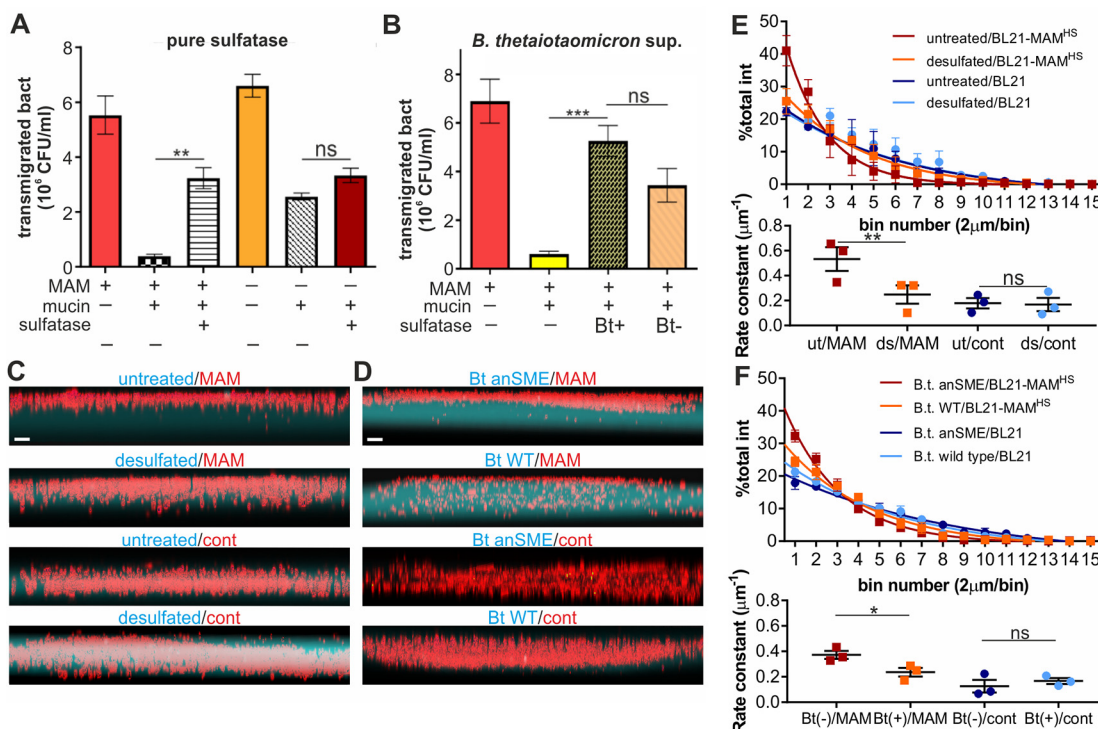 A
pure sulfatase
transmigrated bact
(10⁶ CFU/ml)
8
6
4
2
0
**
ns
MAM + + + – – –
mucin – + + – + +
sulfatase – – + – – +
B
B. thetaiotaomicron sup.
transmigrated bact
(10⁶ CFU/ml)
8
6
4
2
0
***
ns
MAM + + + +
mucin – + + +
sulfatase – – Bt+ Bt-
C
untreated/MAM
desulfated/MAM
untreated/cont
desulfated/cont
D
Bt anSME/MAM
Bt WT/MAM
Bt anSME/cont
Bt WT/cont
E
untreated/BL21-MAMᴴˢ
desulfated/BL21-MAMᴴˢ
untreated/BL21
desulfated/BL21
%total int
50
40
30
20
10
0
1 2 3 4 5 6 7 8 9 10 11 12 13 14 15
bin number (2μm/bin)
Rate constant (μm⁻¹)
0.8
0.6
0.4
0.2
0.0
**
ns
ut/MAM ds/MAM ut/cont ds/cont
F
B.t. anSME/BL21-MAMᴴˢ
B.t. WT/BL21-MAMᴴˢ
B.t. anSME/BL21
B.t. wild type/BL21
%total int
50
40
30
20
10
0
1 2 3 4 5 6 7 8 9 10 11 12 13 14 15
bin number (2μm/bin)
Rate constant (μm⁻¹)
0.8
0.6
0.4
0.2
0.0
*
ns
Bt(-)/MAM Bt(+)/MAM Bt(-)/cont Bt(+)/cont